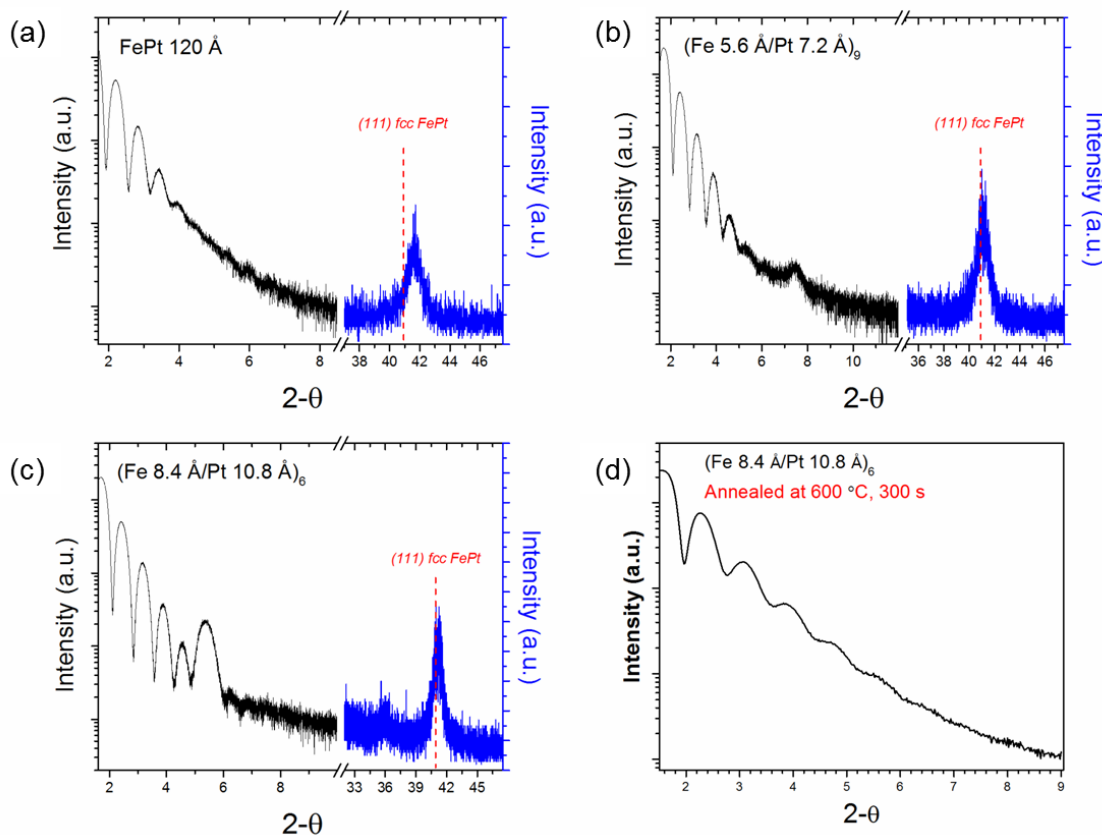 (a)
FePt 120 Å
(111) fcc FePt
Intensity (a.u.)
Intensity (a.u.)
2 4 6 8 38 40 42 44 46
2-θ
(b)
(Fe 5.6 Å/Pt 7.2 Å)₉
(111) fcc FePt
Intensity (a.u.)
Intensity (a.u.)
2 4 6 8 10 36 38 40 42 44 46
2-θ
(c)
(Fe 8.4 Å/Pt 10.8 Å)₆
(111) fcc FePt
Intensity (a.u.)
Intensity (a.u.)
2 4 6 8 33 36 39 42 45
2-θ
(d)
(Fe 8.4 Å/Pt 10.8 Å)₆
Annealed at 600 °C, 300 s
Intensity (a.u.)
2 3 4 5 6 7 8 9
2-θ